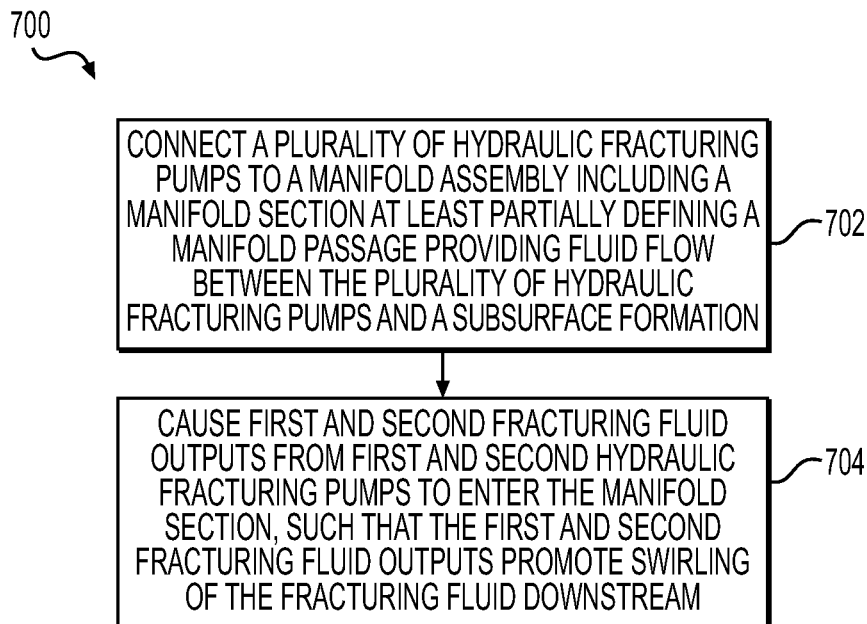 700
CONNECT A PLURALITY OF HYDRAULIC FRACTURING
PUMPS TO A MANIFOLD ASSEMBLY INCLUDING A
MANIFOLD SECTION AT LEAST PARTIALLY DEFINING A
MANIFOLD PASSAGE PROVIDING FLUID FLOW
BETWEEN THE PLURALITY OF HYDRAULIC
FRACTURING PUMPS AND A SUBSURFACE FORMATION
702
CAUSE FIRST AND SECOND FRACTURING FLUID
OUTPUTS FROM FIRST AND SECOND HYDRAULIC
FRACTURING PUMPS TO ENTER THE MANIFOLD
SECTION, SUCH THAT THE FIRST AND SECOND
FRACTURING FLUID OUTPUTS PROMOTE SWIRLING
OF THE FRACTURING FLUID DOWNSTREAM
704